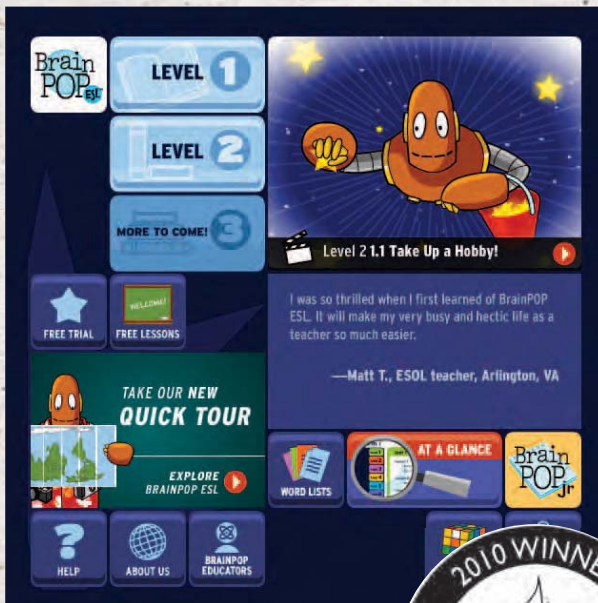 Brain
POP
ESL
LEVEL 1
LEVEL 2
MORE TO COME! 3
Level 2 1.1 Take Up a Hobby!
FREE TRIAL
WELCOME!
FREE LESSONS
I was so thrilled when I first learned of BrainPOP
ESL. It will make my very busy and hectic life as a
teacher so much easier.
—Matt T., ESOL teacher, Arlington, VA
TAKE OUR NEW
QUICK TOUR
EXPLORE
BRAINPOP ESL
WORD LISTS
AT A GLANCE
Brain
POP
jr
?
HELP
ABOUT US
BRAINPOP
EDUCATORS
2010 WINNE